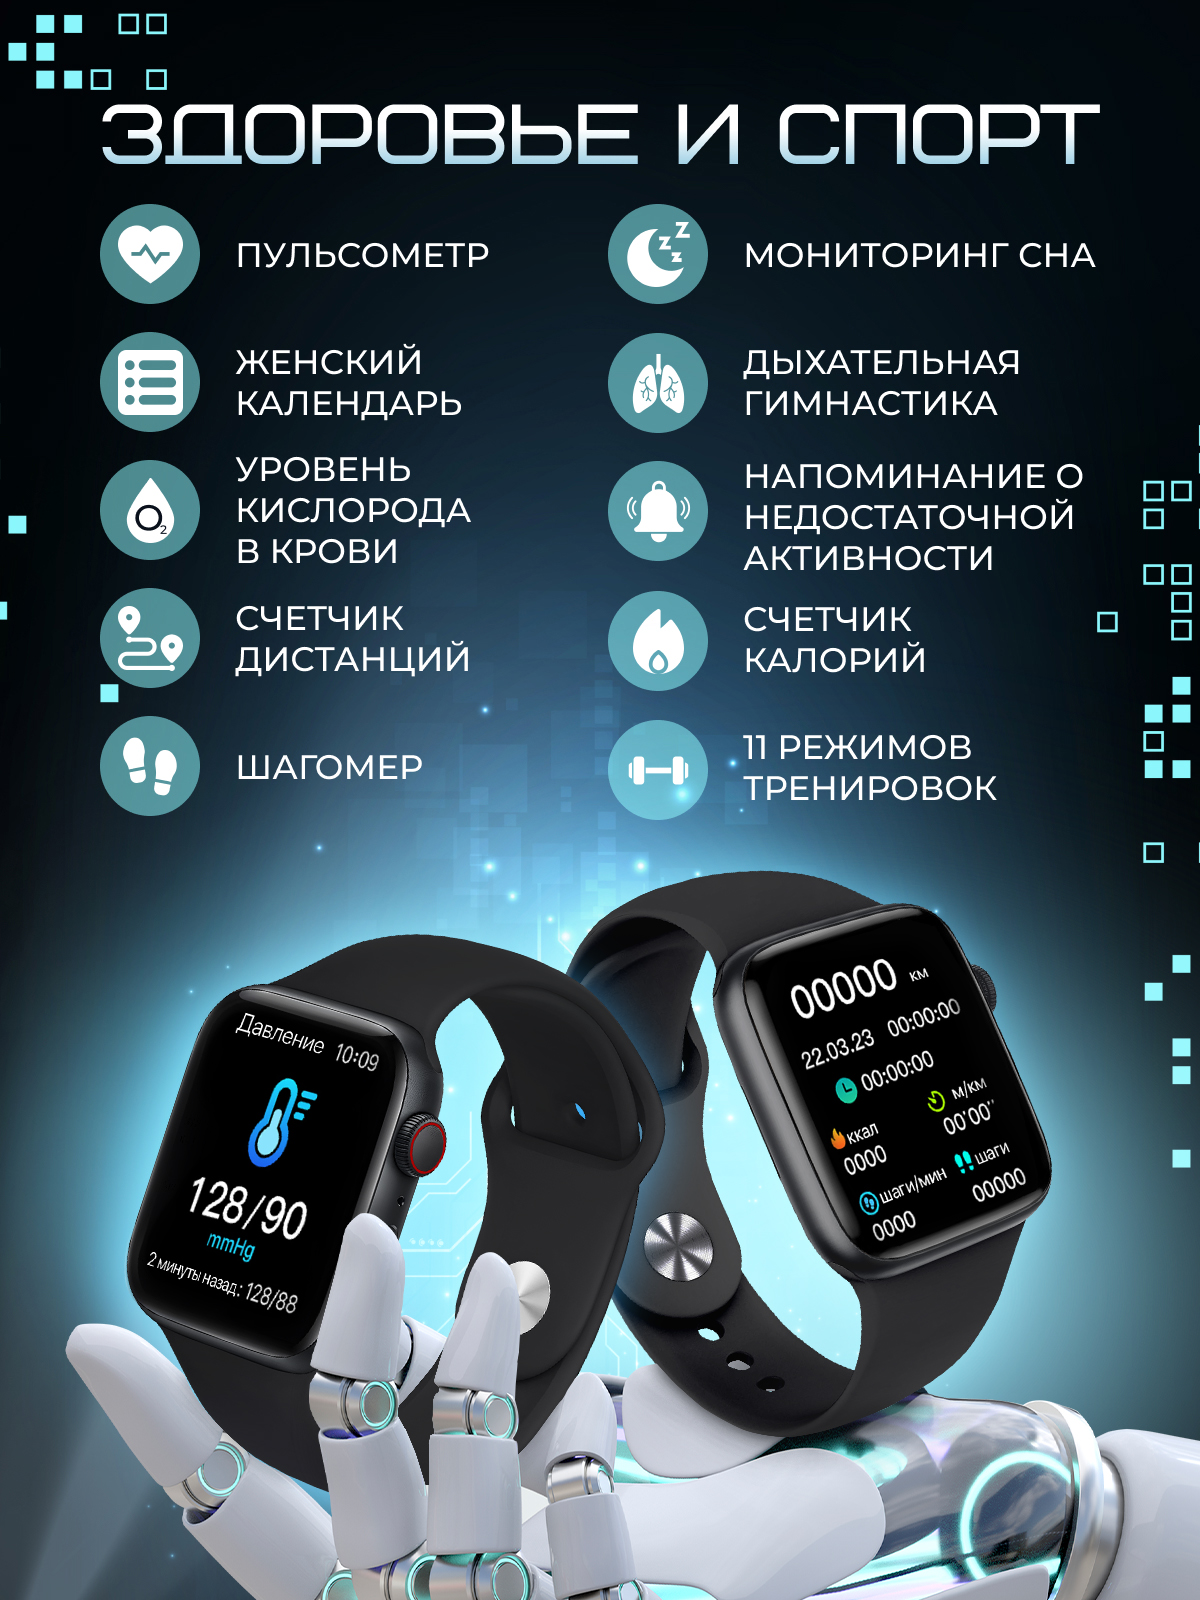 ЗДОРОВЬЕ И СПОРТ
ПУЛЬСОМЕТР
ЖЕНСКИЙ
КАЛЕНДАРЬ
O2
УРОВЕНЬ
КИСЛОРОДА
В КРОВИ
СЧЕТЧИК
ДИСТАНЦИЙ
ШАГОМЕР
z z z
МОНИТОРИНГ СНА
ДЫХАТЕЛЬНАЯ
ГИМНАСТИКА
НАПОМИНАНИЕ О
НЕДОСТАТОЧНОЙ
АКТИВНОСТИ
СЧЕТЧИК
КАЛОРИЙ
11 РЕЖИМОВ
ТРЕНИРОВОК
Давление 10:09
128/90
mmHg
2 минуты назад: 128/88
00000 км
22.03.23 00:00:00
00:00:00
ккал
0000
м/км
00'00''
шаги/мин
0000
шаги
00000